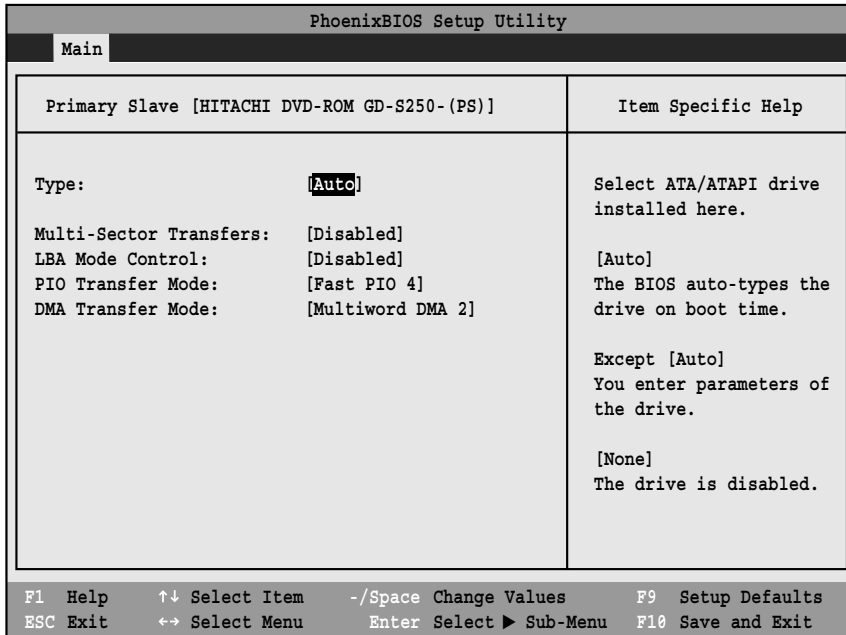 PhoenixBIOS Setup Utility
Main
Primary Slave [HITACHI DVD-ROM GD-S250-(PS)]
Item Specific Help
Type: [Auto]
Multi-Sector Transfers: [Disabled]
LBA Mode Control: [Disabled]
PIO Transfer Mode: [Fast PIO 4]
DMA Transfer Mode: [Multiword DMA 2]
Select ATA/ATAPI drive
installed here.
[Auto]
The BIOS auto-types the
drive on boot time.
Except [Auto]
You enter parameters of
the drive.
[None]
The drive is disabled.
F1 Help ↑↓ Select Item -/Space Change Values F9 Setup Defaults
ESC Exit ←→ Select Menu Enter Select ▶ Sub-Menu F10 Save and Exit